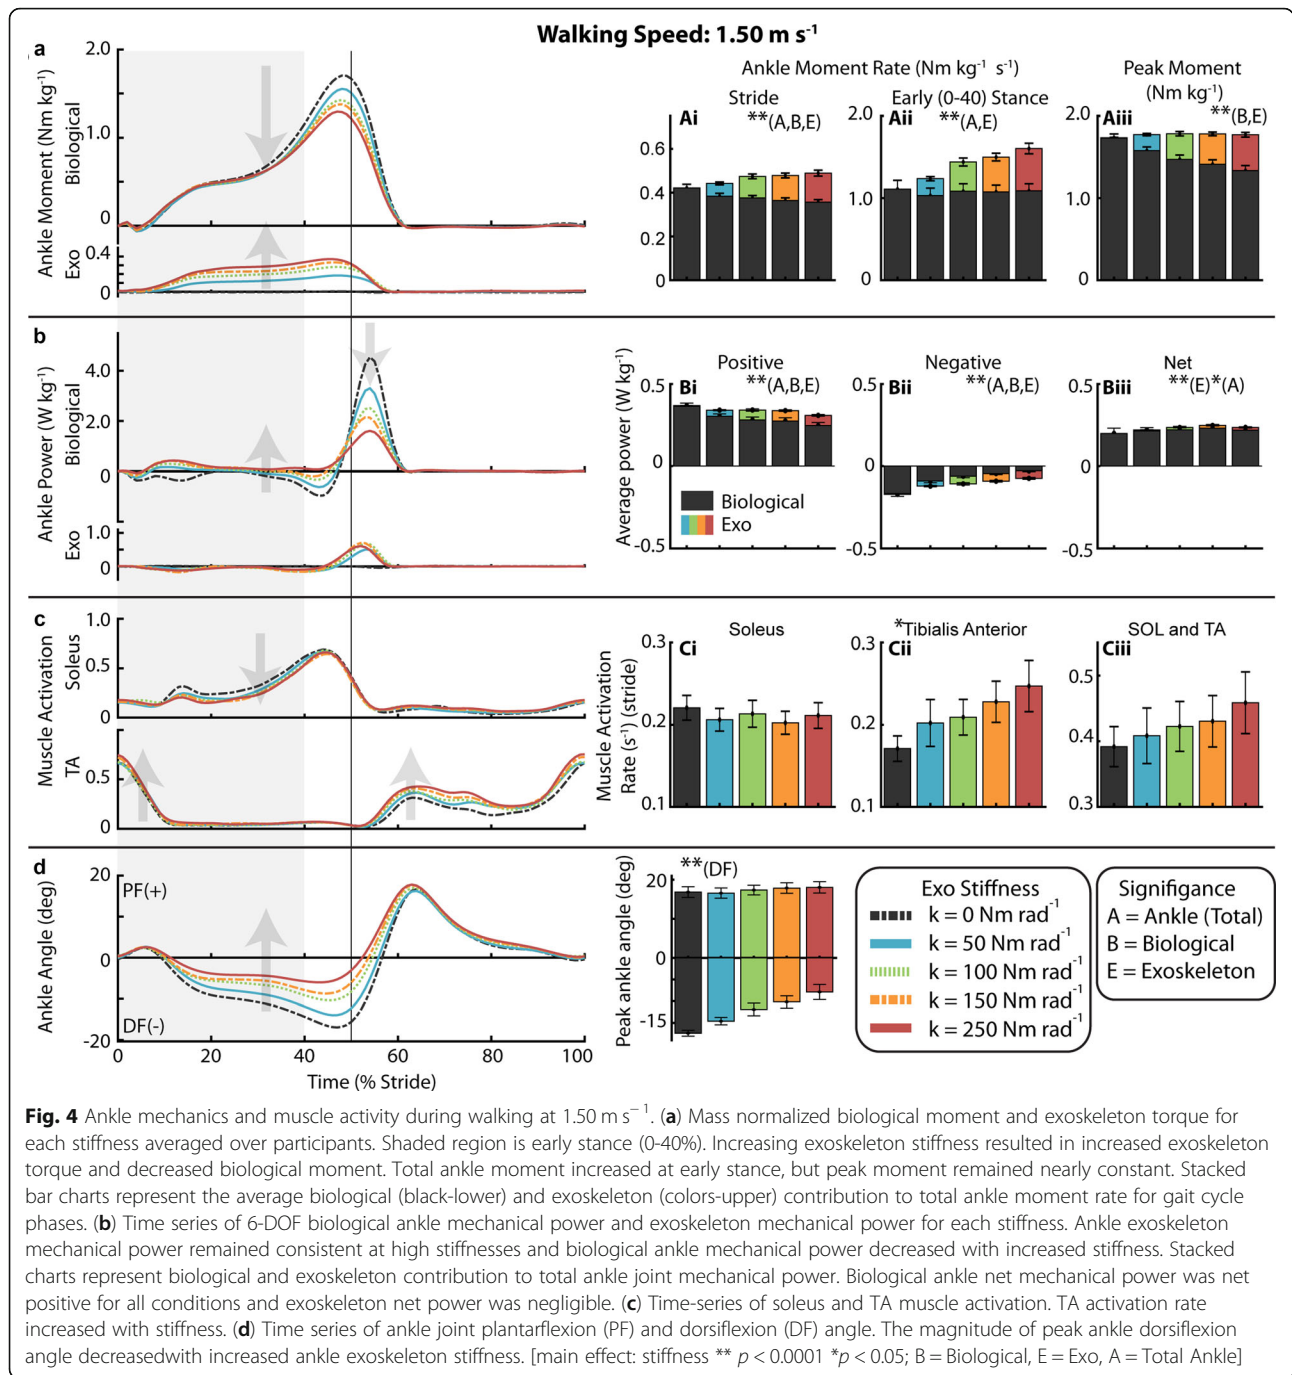 Walking Speed: 1.50 m s-1
a
Ankle Moment (Nm kg-1)
Biological
2.0
1.0
0
Exo
0.4
0
Ankle Moment Rate (Nm kg-1 s-1)
Stride
Ai
**(A,B,E)
0.6
0.4
0.2
0
Early (0-40) Stance
Aii
**(A,E)
2.0
1.0
0
Peak Moment
(Nm kg-1)
Aiii
**(B,E)
2.0
1.0
0
b
Ankle Power (W kg-1)
Biological
4.0
2.0
0
Exo
1.0
0
Average power (W kg-1)
Positive
Bi
**(A,B,E)
0.5
0
-0.5
Biological
Exo
Negative
Bii
**(A,B,E)
0.5
0
-0.5
Net
Biii
**(E)*(A)
0.5
0
-0.5
c
Muscle Activation
Soleus
1.0
0.5
0
TA
0.5
0
Muscle Activation
Rate (s-1) (stride)
Soleus
Ci
0.3
0.2
0.1
*Tibialis Anterior
Cii
0.3
0.2
0.1
SOL and TA
Ciii
0.5
0.4
0.3
d
Ankle Angle (deg)
20
PF(+)
0
DF(-)
-20
0 20 40 60 80 100
Time (% Stride)
Peak ankle angle (deg)
**(DF)
20
0
-15
Exo Stiffness
k = 0 Nm rad-1
k = 50 Nm rad-1
k = 100 Nm rad-1
k = 150 Nm rad-1
k = 250 Nm rad-1
Signifigance
A = Ankle (Total)
B = Biological
E = Exoskeleton
Fig. 4 Ankle mechanics and muscle activity during walking at 1.50 m s− 1. (a) Mass normalized biological moment and exoskeleton torque for
each stiffness averaged over participants. Shaded region is early stance (0-40%). Increasing exoskeleton stiffness resulted in increased exoskeleton
torque and decreased biological moment. Total ankle moment increased at early stance, but peak moment remained nearly constant. Stacked
bar charts represent the average biological (black-lower) and exoskeleton (colors-upper) contribution to total ankle moment rate for gait cycle
phases. (b) Time series of 6-DOF biological ankle mechanical power and exoskeleton mechanical power for each stiffness. Ankle exoskeleton
mechanical power remained consistent at high stiffnesses and biological ankle mechanical power decreased with increased stiffness. Stacked
charts represent biological and exoskeleton contribution to total ankle joint mechanical power. Biological ankle net mechanical power was net
positive for all conditions and exoskeleton net power was negligible. (c) Time-series of soleus and TA muscle activation. TA activation rate
increased with stiffness. (d) Time series of ankle joint plantarflexion (PF) and dorsiflexion (DF) angle. The magnitude of peak ankle dorsiflexion
angle decreasedwith increased ankle exoskeleton stiffness. [main effect: stiffness ** p < 0.0001 *p < 0.05; B = Biological, E = Exo, A = Total Ankle]